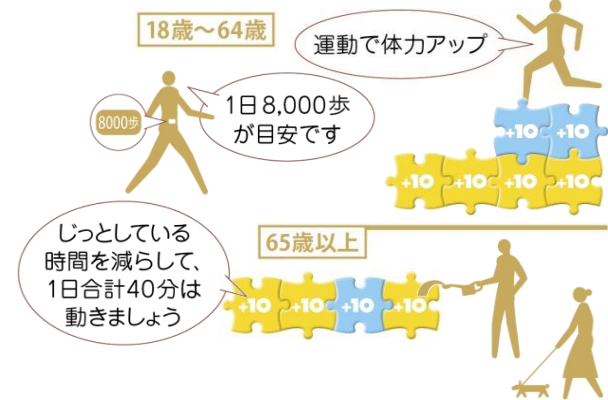 18歳～64歳
運動で体力アップ
8000歩
1日8,000歩
が目安です
+10 +10
+10 +10 +10 +10
65歳以上
じっとしている
時間を減らして、
1日合計40分は
動きましょう
+10 +10 +10 +10